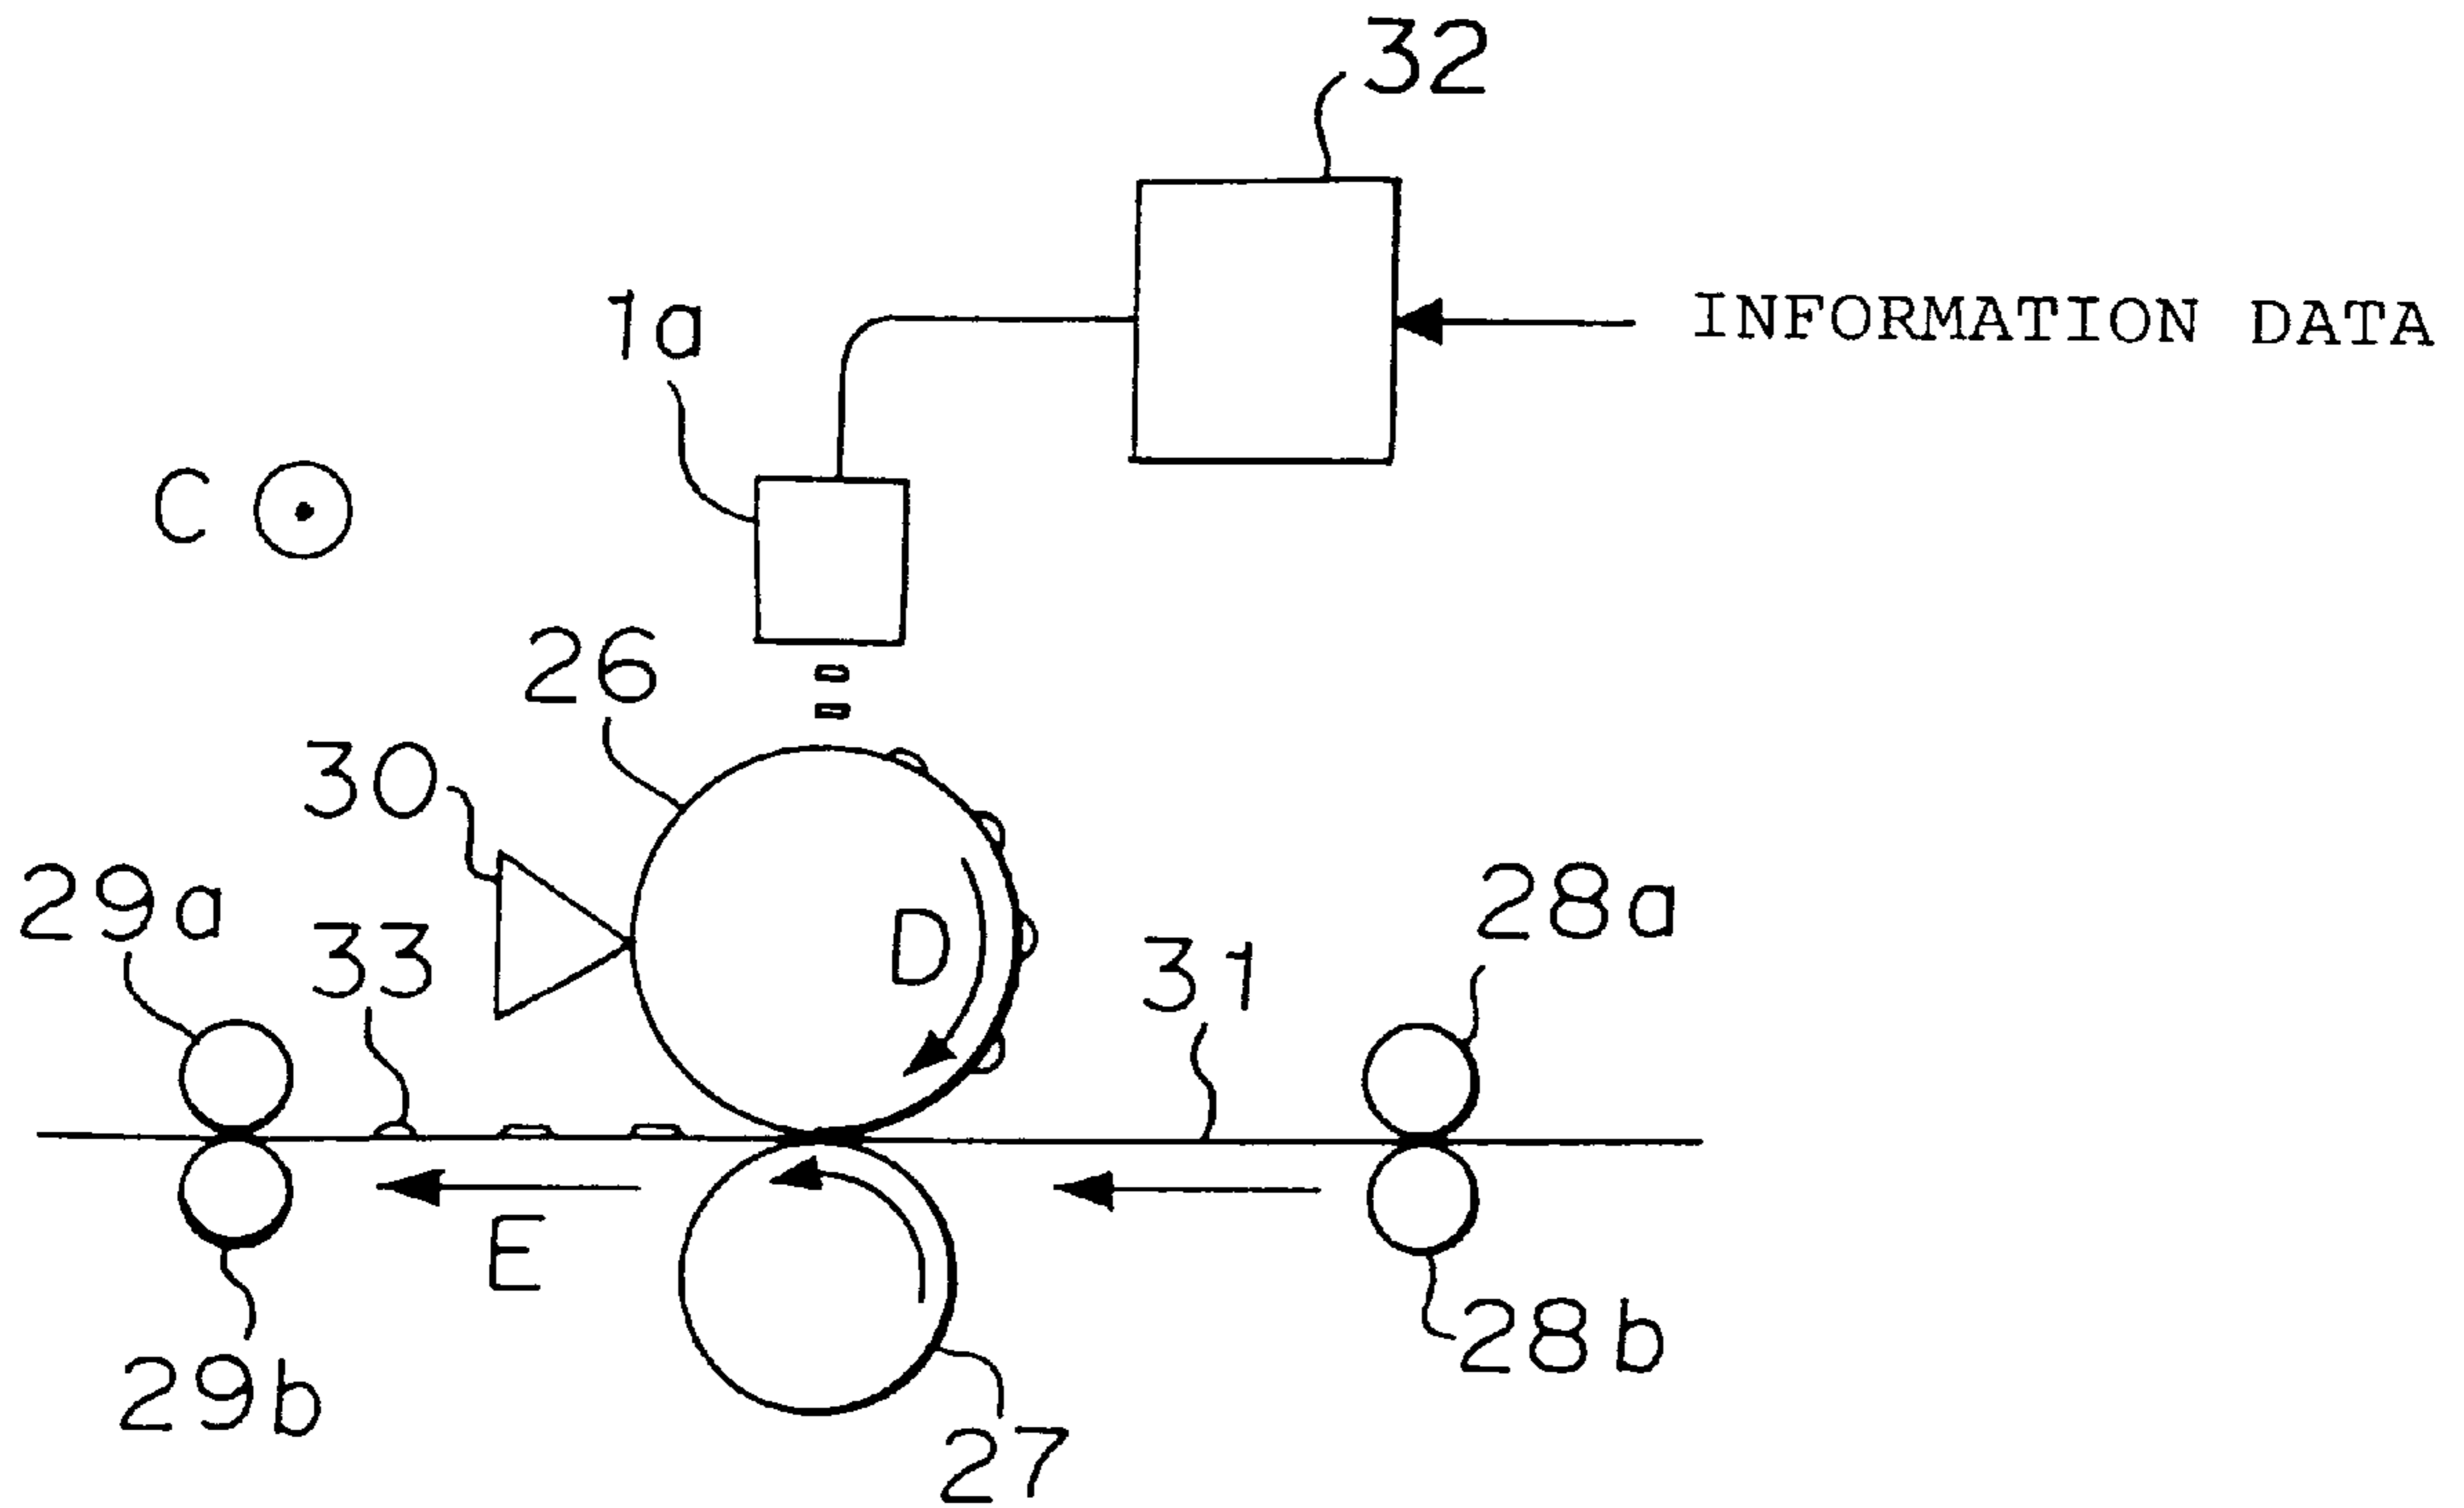 32
1a
INFORMATION DATA
C
26
30
29a
33
D
31
28a
E
29b
28b
27